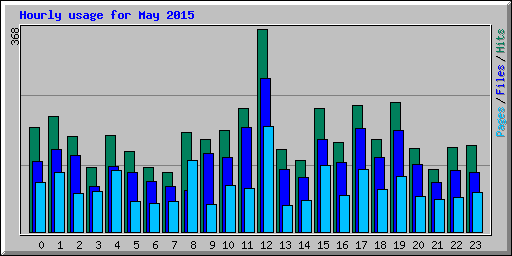 Hourly usage for May 2015
368
Pages/Files/Hits
0 1 2 3 4 5 6 7 8 9 10 11 12 13 14 15 16 17 18 19 20 21 22 23